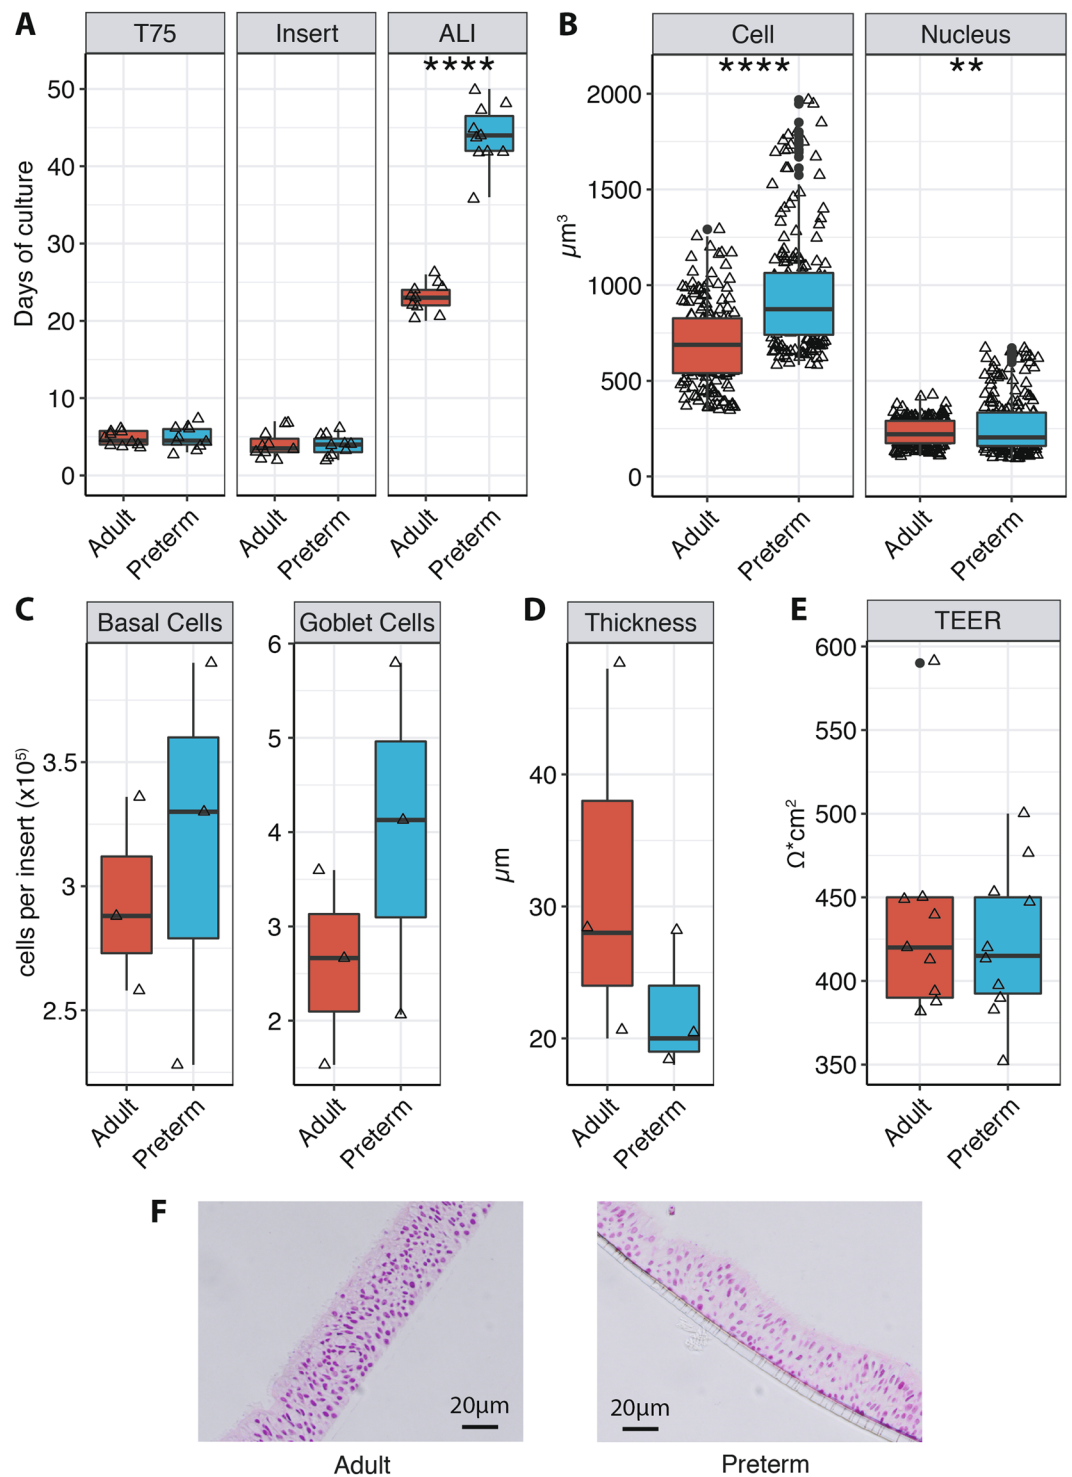 A
T75
Insert
ALI
****
Days of culture
50
40
30
20
10
0
Adult
Preterm
Adult
Preterm
Adult
Preterm
B
Cell
Nucleus
****
**
μm³
2000
1500
1000
500
0
Adult
Preterm
Adult
Preterm
C
Basal Cells
Goblet Cells
cells per insert (x10⁵⁾
3.5
3
2.5
6
5
4
3
2
Adult
Preterm
Adult
Preterm
D
Thickness
μm
40
30
20
Adult
Preterm
E
TEER
Ω*cm²
600
550
500
450
400
350
Adult
Preterm
F
20μm
20μm
Adult
Preterm